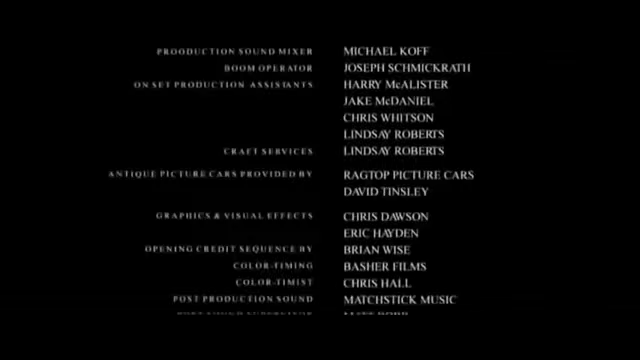 PROODUCTION SOUND MIXER MICHAEL KOFF
BOOM OPERATOR JOSEPH SCHMICKRATH
ON SET PRODUCTION ASSISTANTS HARRY McALISTER
JAKE McDANIEL
CHRIS WHITSON
LINDSAY ROBERTS
CRAFT SERVICES LINDSAY ROBERTS
ANTIQUE PICTURE CARS PROVIDED BY RAGTOP PICTURE CARS
DAVID TINSLEY
GRAPHICS & VISUAL EFFECTS CHRIS DAWSON
ERIC HAYDEN
OPENING CREDIT SEQUENCE BY BRIAN WISE
COLOR-TIMING BASHER FILMS
COLOR-TIMIST CHRIS HALL
POST PRODUCTION SOUND MATCHSTICK MUSIC